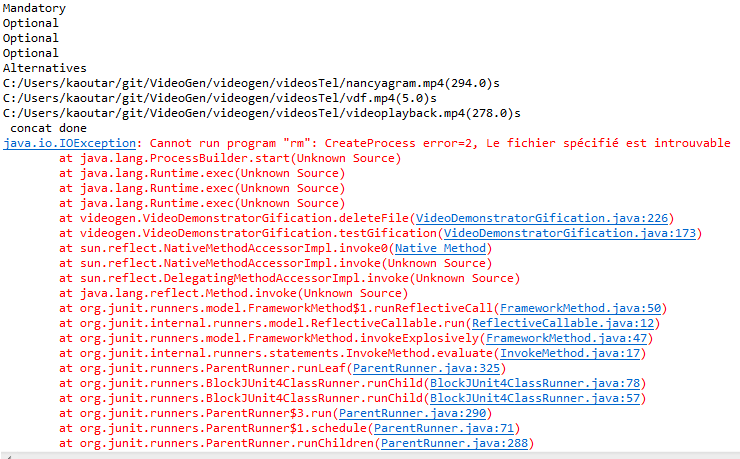 Mandatory
Optional
Optional
Optional
Alternatives
C:/Users/kaoutar/git/VideoGen/videogen/videosTel/nancyagram.mp4(294.0)s
C:/Users/kaoutar/git/VideoGen/videogen/videosTel/vdf.mp4(5.0)s
C:/Users/kaoutar/git/VideoGen/videogen/videosTel/videoplayback.mp4(278.0)s
concat done
java.io.IOException: Cannot run program "rm": CreateProcess error=2, Le fichier spécifié est introuvable
at java.lang.ProcessBuilder.start(Unknown Source)
at java.lang.Runtime.exec(Unknown Source)
at java.lang.Runtime.exec(Unknown Source)
at java.lang.Runtime.exec(Unknown Source)
at videogen.VideoDemonstratorGification.deleteFile(VideoDemonstratorGification.java:226)
at videogen.VideoDemonstratorGification.testGification(VideoDemonstratorGification.java:173)
at sun.reflect.NativeMethodAccessorImpl.invoke0(Native Method)
at sun.reflect.NativeMethodAccessorImpl.invoke(Unknown Source)
at sun.reflect.DelegatingMethodAccessorImpl.invoke(Unknown Source)
at java.lang.reflect.Method.invoke(Unknown Source)
at org.junit.runners.model.FrameworkMethod$1.runReflectiveCall(FrameworkMethod.java:50)
at org.junit.internal.runners.model.ReflectiveCallable.run(ReflectiveCallable.java:12)
at org.junit.runners.model.FrameworkMethod.invokeExplosively(FrameworkMethod.java:47)
at org.junit.internal.runners.statements.InvokeMethod.evaluate(InvokeMethod.java:17)
at org.junit.runners.ParentRunner.runLeaf(ParentRunner.java:325)
at org.junit.runners.BlockJUnit4ClassRunner.runChild(BlockJUnit4ClassRunner.java:78)
at org.junit.runners.BlockJUnit4ClassRunner.runChild(BlockJUnit4ClassRunner.java:57)
at org.junit.runners.ParentRunner$3.run(ParentRunner.java:290)
at org.junit.runners.ParentRunner$1.schedule(ParentRunner.java:71)
at org.junit.runners.ParentRunner.runChildren(ParentRunner.java:288)